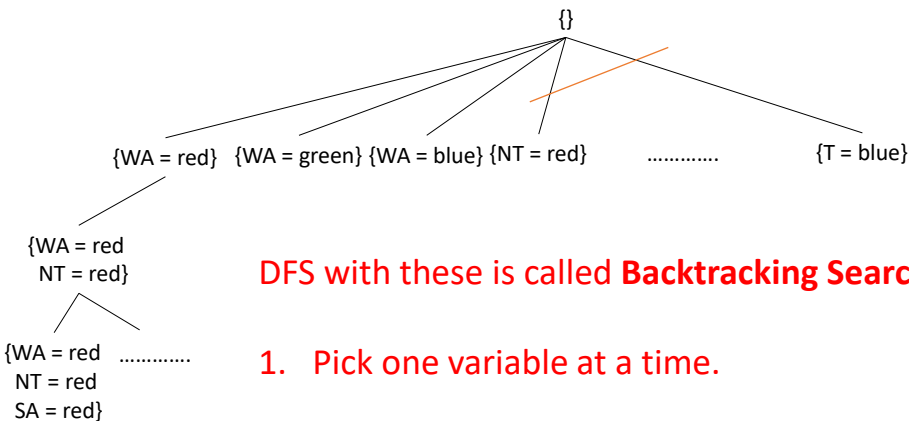 {}
{WA = red} {WA = green} {WA = blue} {NT = red} …………. {T = blue}
{WA = red
NT = red}
DFS with these is called Backtracking Searc
{WA = red ………….
NT = red
SA = red}
1. Pick one variable at a time.